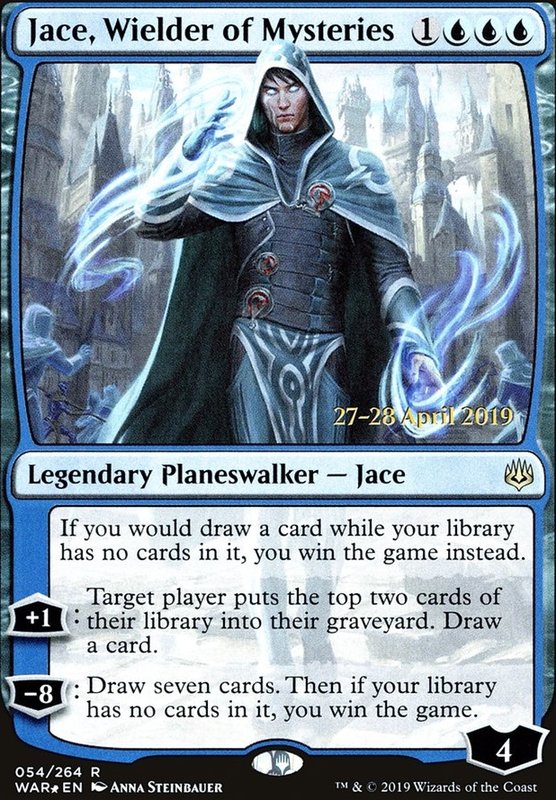 Jace, Wielder of Mysteries 1
27–28 April 2019
Legendary Planeswalker — Jace
If you would draw a card while your library
has no cards in it, you win the game instead.
+1: Target player puts the top two cards of
their library into their graveyard. Draw
a card.
−8: Draw seven cards. Then if your library
has no cards in it, you win the game.
4
054/264 R
WAR★EN Anna Steinbauer
™ & © 2019 Wizards of the Coast